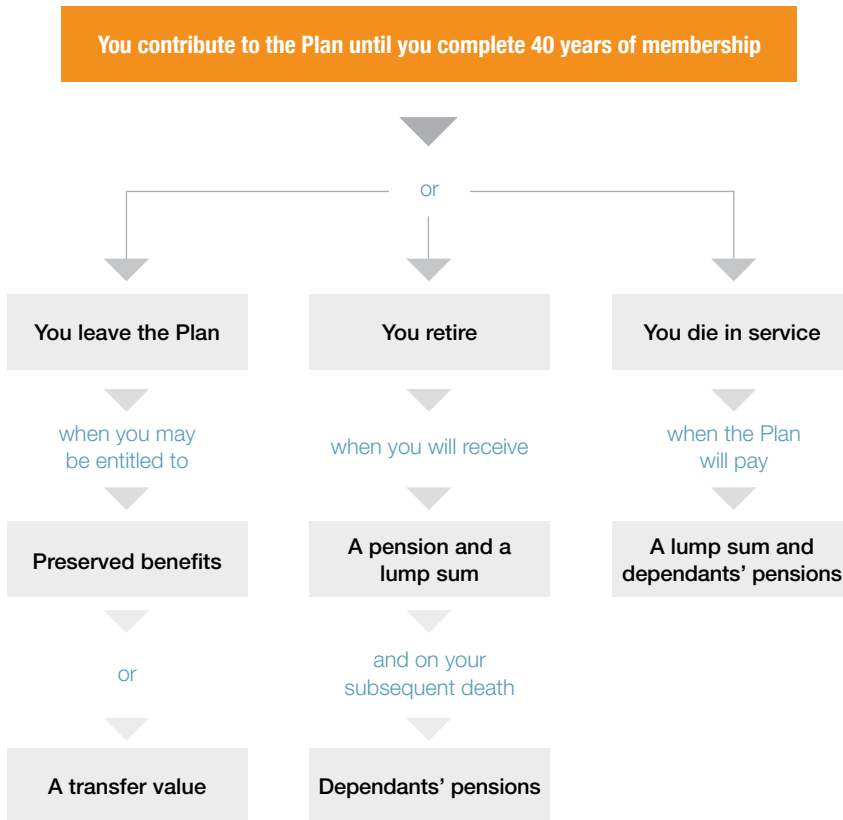 You contribute to the Plan until you complete 40 years of membership
or
You leave the Plan
when you may
be entitled to
Preserved benefits
or
A transfer value
You retire
when you will receive
A pension and a
lump sum
and on your
subsequent death
Dependants’ pensions
You die in service
when the Plan
will pay
A lump sum and
dependants’ pensions